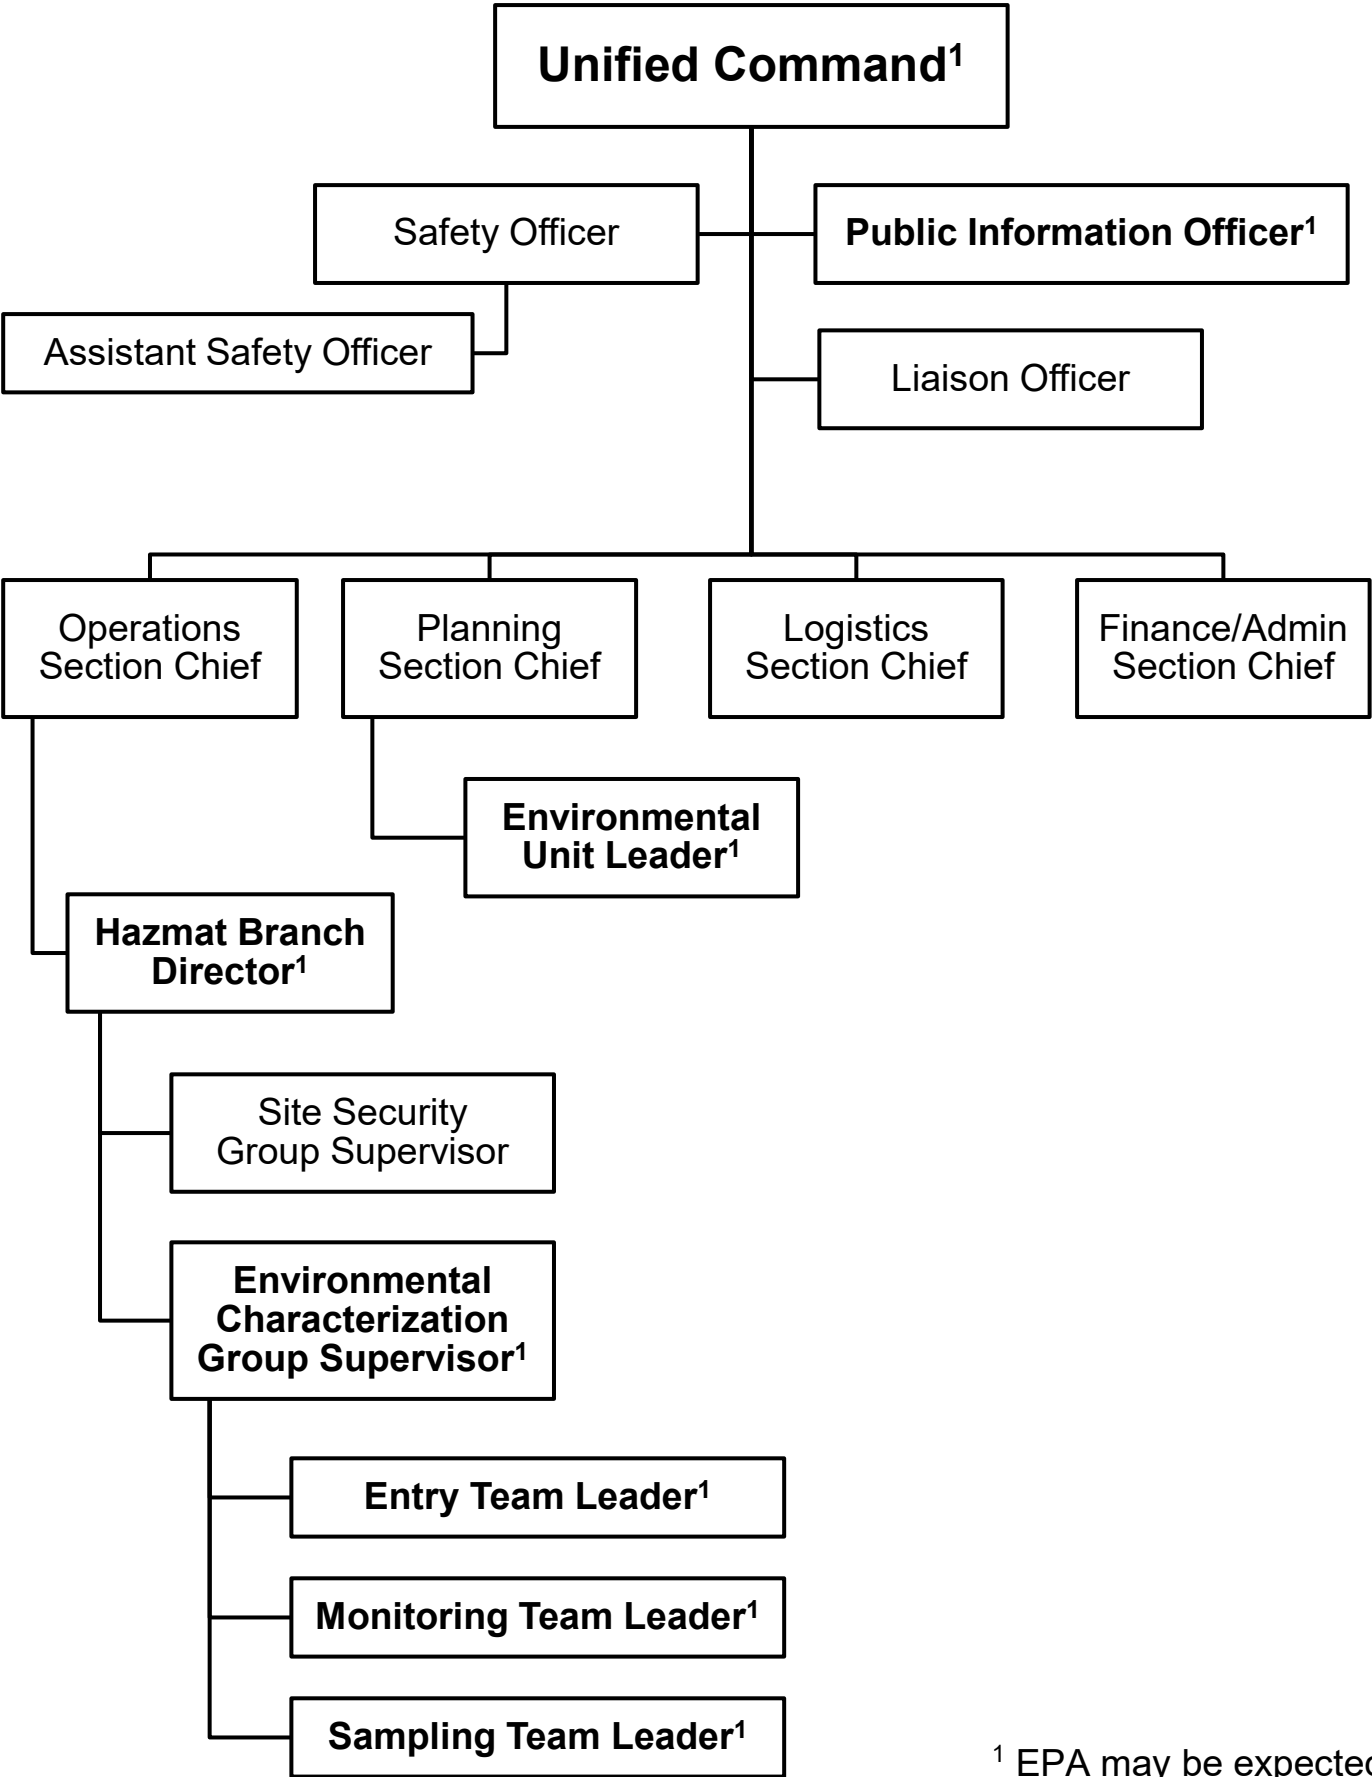 Unified Command¹
Safety Officer
Public Information Officer¹
Assistant Safety Officer
Liaison Officer
Operations
Section Chief
Planning
Section Chief
Logistics
Section Chief
Finance/Admin
Section Chief
Environmental
Unit Leader¹
Hazmat Branch
Director¹
Site Security
Group Supervisor
Environmental
Characterization
Group Supervisor¹
Entry Team Leader¹
Monitoring Team Leader¹
Sampling Team Leader¹
¹ EPA may be expected